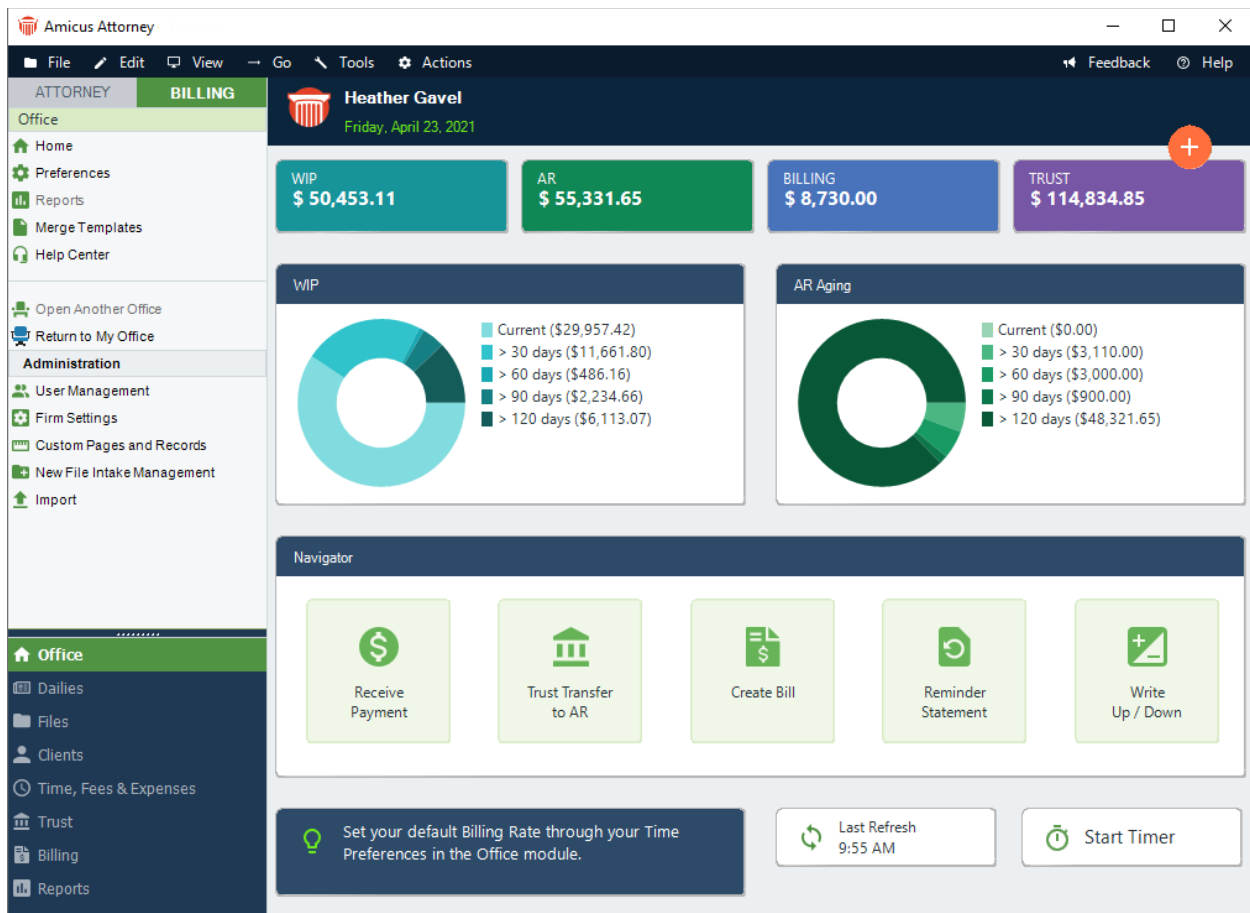 Amicus Attorney
File Edit View Go Tools Actions Feedback Help
ATTORNEY BILLING
Office
Home
Preferences
Reports
Merge Templates
Help Center
Open Another Office
Return to My Office
Administration
User Management
Firm Settings
Custom Pages and Records
New File Intake Management
Import
Office
Dailies
Files
Clients
Time, Fees & Expenses
Trust
Billing
Reports
Heather Gavel
Friday, April 23, 2021
WIP
$ 50,453.11
AR
$ 55,331.65
BILLING
$ 8,730.00
TRUST
$ 114,834.85
WIP
Current ($29,957.42)
> 30 days ($11,661.80)
> 60 days ($486.16)
> 90 days ($2,234.66)
> 120 days ($6,113.07)
AR Aging
Current ($0.00)
> 30 days ($3,110.00)
> 60 days ($3,000.00)
> 90 days ($900.00)
> 120 days ($48,321.65)
Navigator
Receive
Payment
Trust Transfer
to AR
Create Bill
Reminder
Statement
Write
Up / Down
Set your default Billing Rate through your Time
Preferences in the Office module.
Last Refresh
9:55 AM
Start Timer